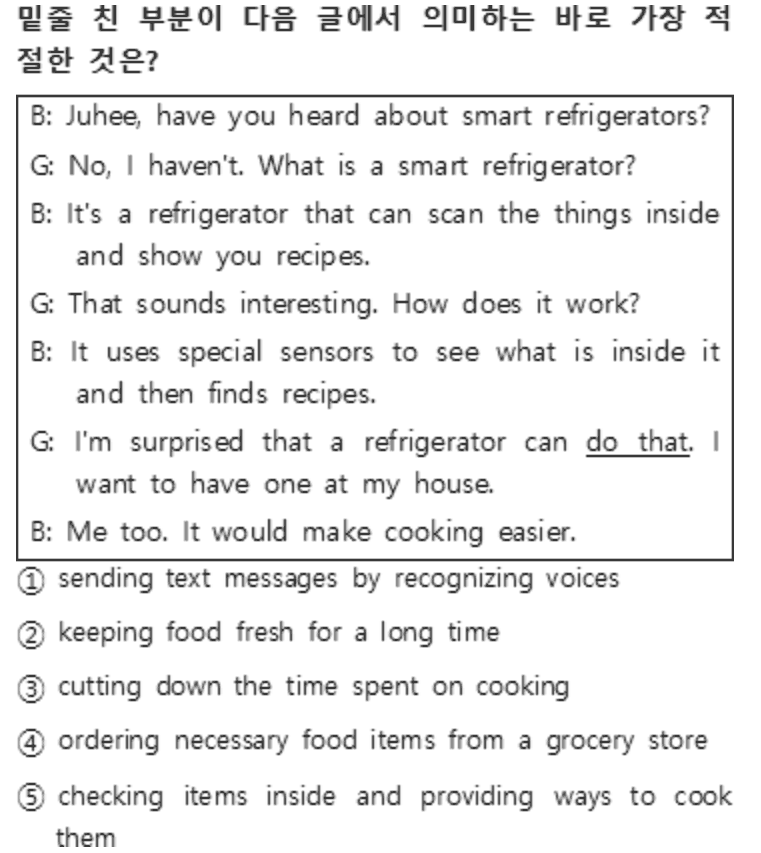 밑줄 친 부분이 다음 글에서 의미하는 바로 가장 적
절한 것은?
B: Juhee, have you heard about smart refrigerators?
G: No, I haven't. What is a smart refrigerator?
B: It's a refrigerator that can scan the things inside
and show you recipes.
G: That sounds interesting. How does it work?
B: It uses special sensors to see what is inside it
and then finds recipes.
G: I'm surprised that a refrigerator can do that. I
want to have one at my house.
B: Me too. It would make cooking easier.
① sending text messages by recognizing voices
② keeping food fresh for a long time
③ cutting down the time spent on cooking
④ ordering necessary food items from a grocery store
⑤ checking items inside and providing ways to cook
them